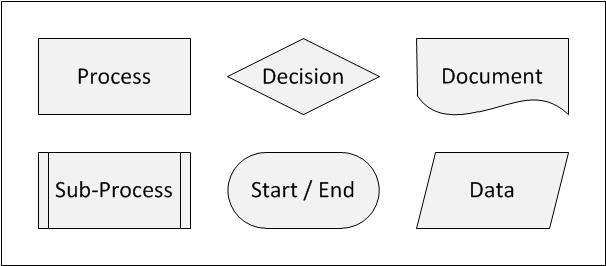 Process
Decision
Document
Sub-Process
Start / End
Data